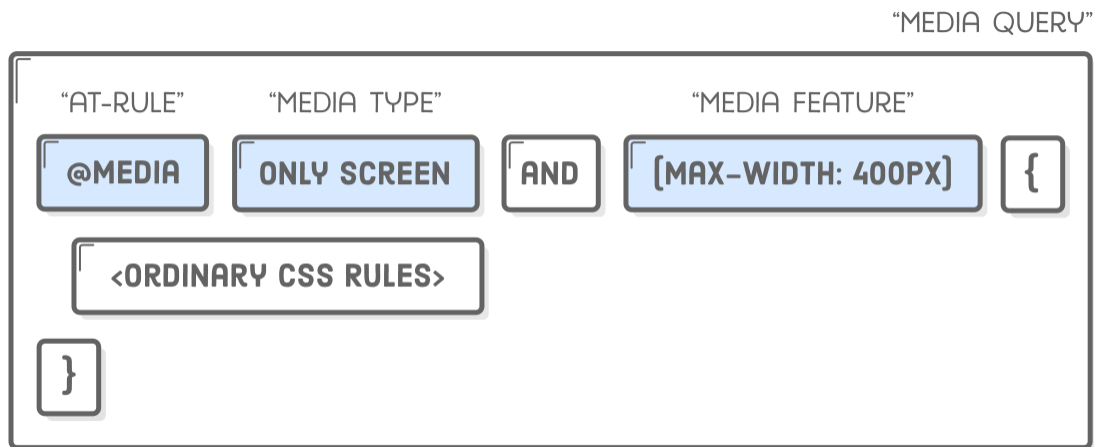 “MEDIA QUERY”
“AT-RULE” “MEDIA TYPE” “MEDIA FEATURE”
@MEDIA ONLY SCREEN AND (MAX-WIDTH: 400PX) {
<ORDINARY CSS RULES>
}